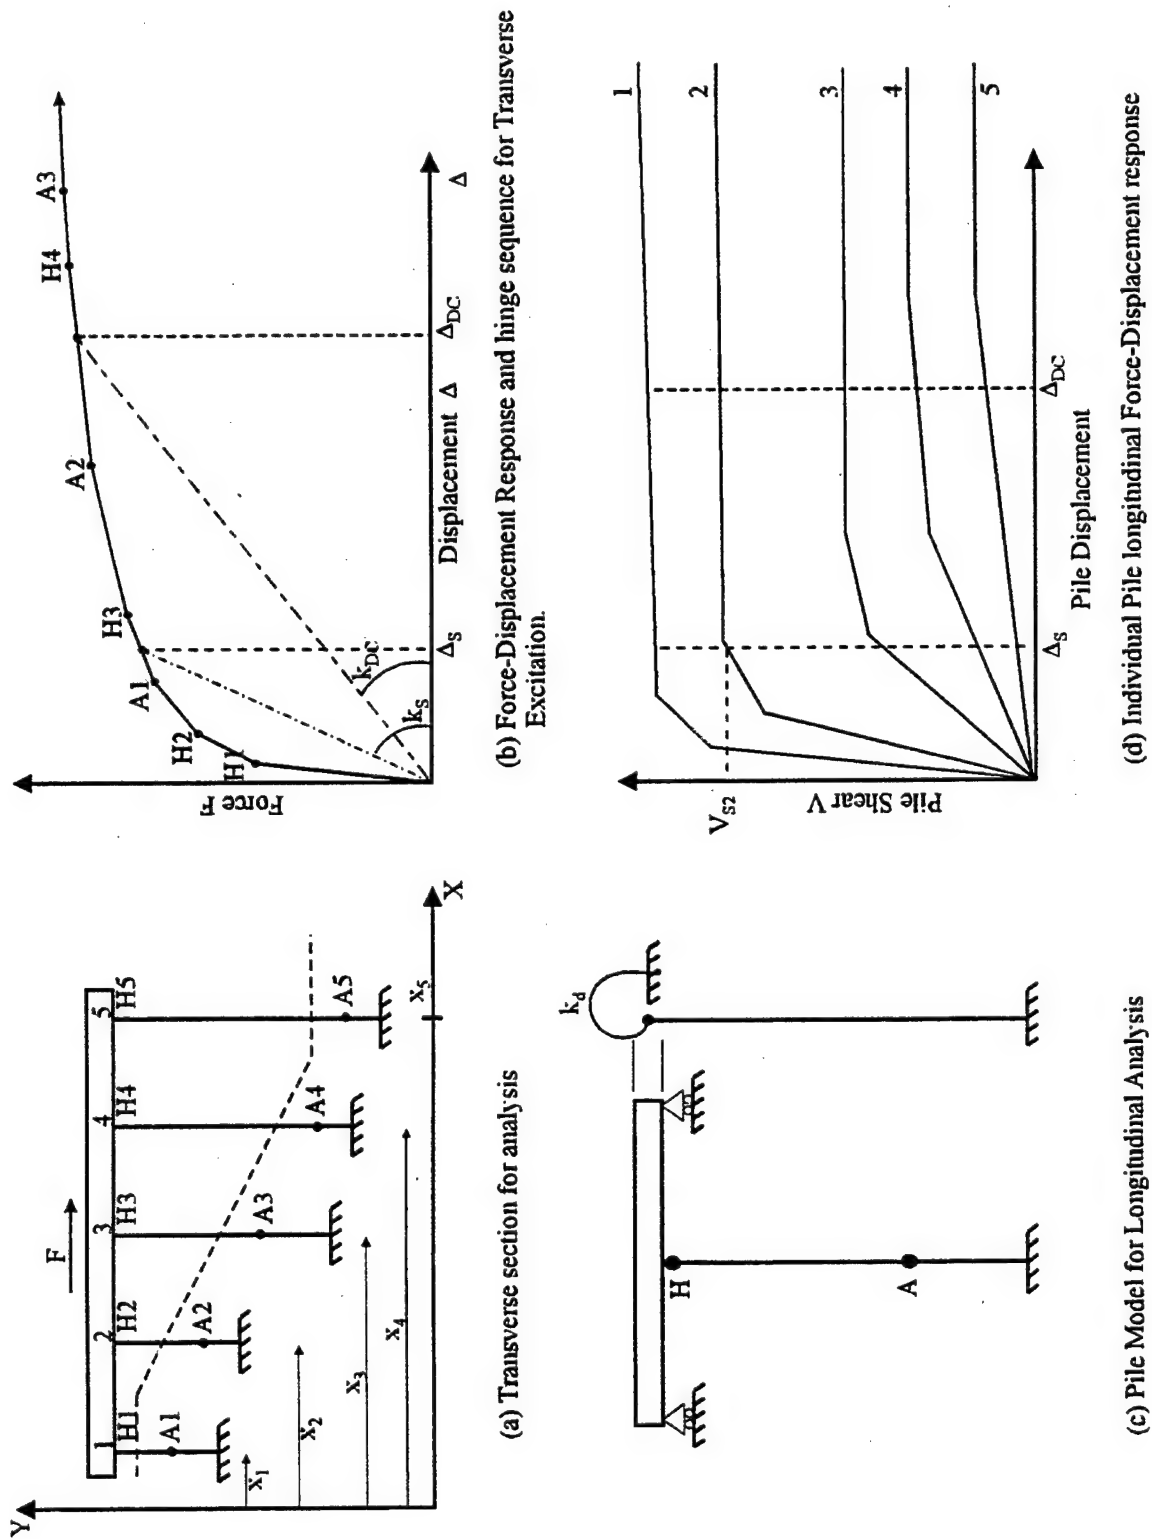 Y
F
1
2
3
4
5
H1
H2
H3
H4
H5
A1
A2
A3
A4
A5
x₁
x₂
x₃
x₄
x₅
X
(a) Transverse section for analysis
Force F
H1
H2
A1
H3
A2
H4
A3
k_S
k_DC
Δ_S
Displacement Δ
Δ_DC
Δ
(b) Force-Displacement Response and hinge sequence for Transverse
Excitation.
k_d
H
A
(c) Pile Model for Longitudinal Analysis
V_S2
Pile Shear V
1
2
3
4
5
Δ_S
Δ_DC
Pile Displacement
(d) Individual Pile longitudinal Force-Displacement response